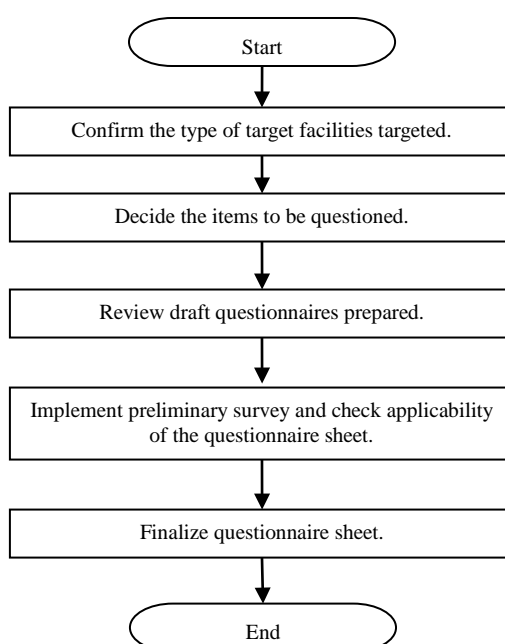 Start
Confirm the type of target facilities targeted.
Decide the items to be questioned.
Review draft questionnaires prepared.
Implement preliminary survey and check applicability
of the questionnaire sheet.
Finalize questionnaire sheet.
End